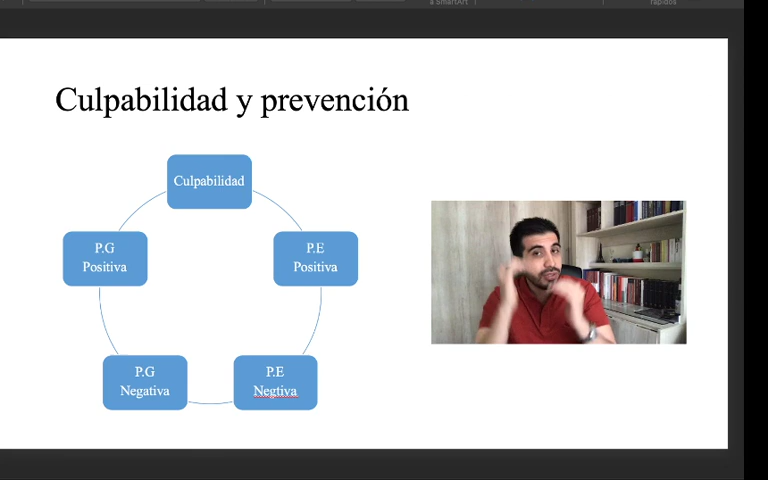 a SmartArt
rápidos
Culpabilidad y prevención
Culpabilidad
P.G
Positiva
P.E
Positiva
P.G
Negativa
P.E
Negtiva